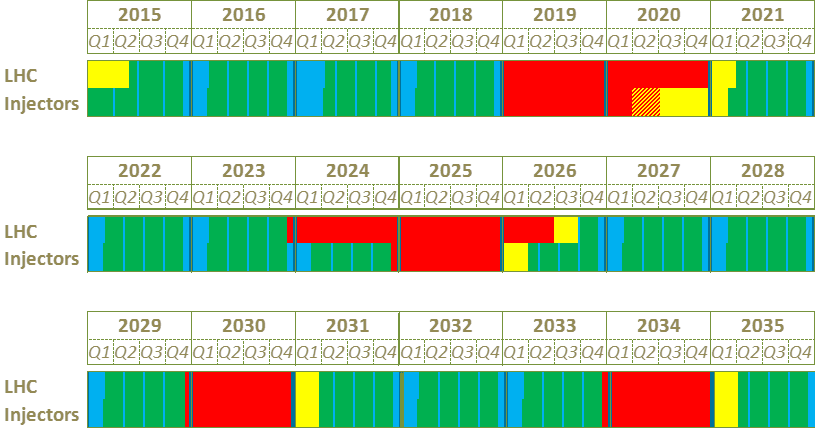 2015 2016 2017 2018 2019 2020 2021
Q1 Q2 Q3 Q4 Q1 Q2 Q3 Q4 Q1 Q2 Q3 Q4 Q1 Q2 Q3 Q4 Q1 Q2 Q3 Q4 Q1 Q2 Q3 Q4 Q1 Q2 Q3 Q4
LHC
Injectors
2022 2023 2024 2025 2026 2027 2028
Q1 Q2 Q3 Q4 Q1 Q2 Q3 Q4 Q1 Q2 Q3 Q4 Q1 Q2 Q3 Q4 Q1 Q2 Q3 Q4 Q1 Q2 Q3 Q4 Q1 Q2 Q3 Q4
LHC
Injectors
2029 2030 2031 2032 2033 2034 2035
Q1 Q2 Q3 Q4 Q1 Q2 Q3 Q4 Q1 Q2 Q3 Q4 Q1 Q2 Q3 Q4 Q1 Q2 Q3 Q4 Q1 Q2 Q3 Q4 Q1 Q2 Q3 Q4
LHC
Injectors